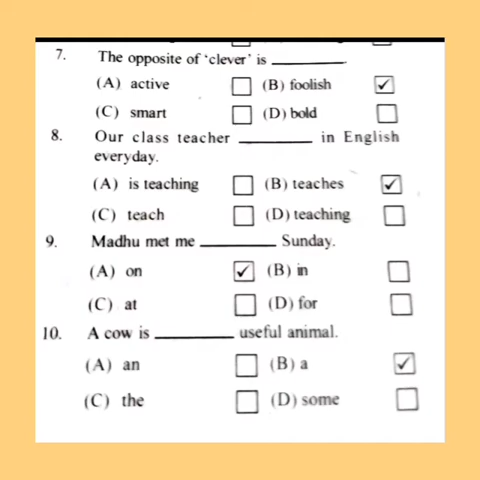 7. The opposite of ‘clever’ is ________.
(A) active (B) foolish ✓
(C) smart (D) bold
8. Our class teacher ________ in English
everyday.
(A) is teaching (B) teaches ✓
(C) teach (D) teaching
9. Madhu met me ________ Sunday.
(A) on ✓ (B) in
(C) at (D) for
10. A cow is ________ useful animal.
(A) an (B) a ✓
(C) the (D) some